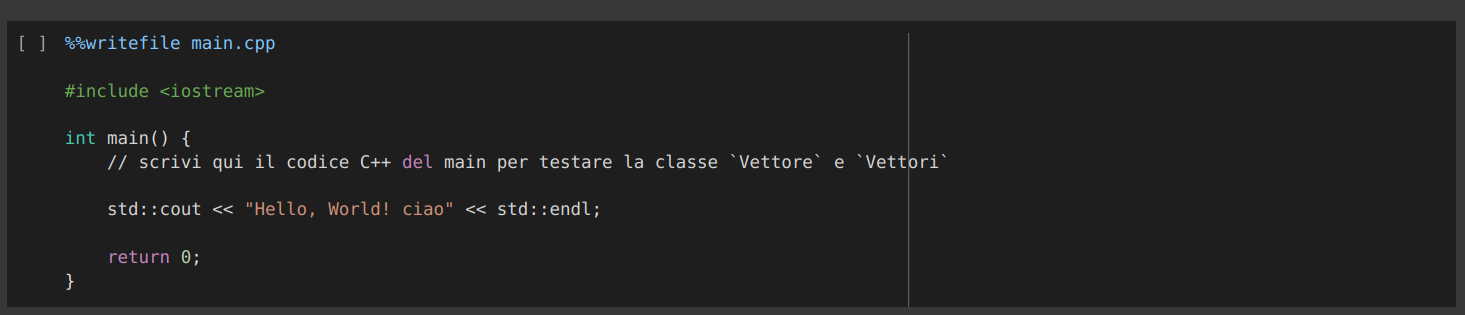 [ ] %%writefile main.cpp
#include <iostream>
int main() {
// scrivi qui il codice C++ del main per testare la classe `Vettore` e `Vettori`
std::cout << "Hello, World! ciao" << std::endl;
return 0;
}